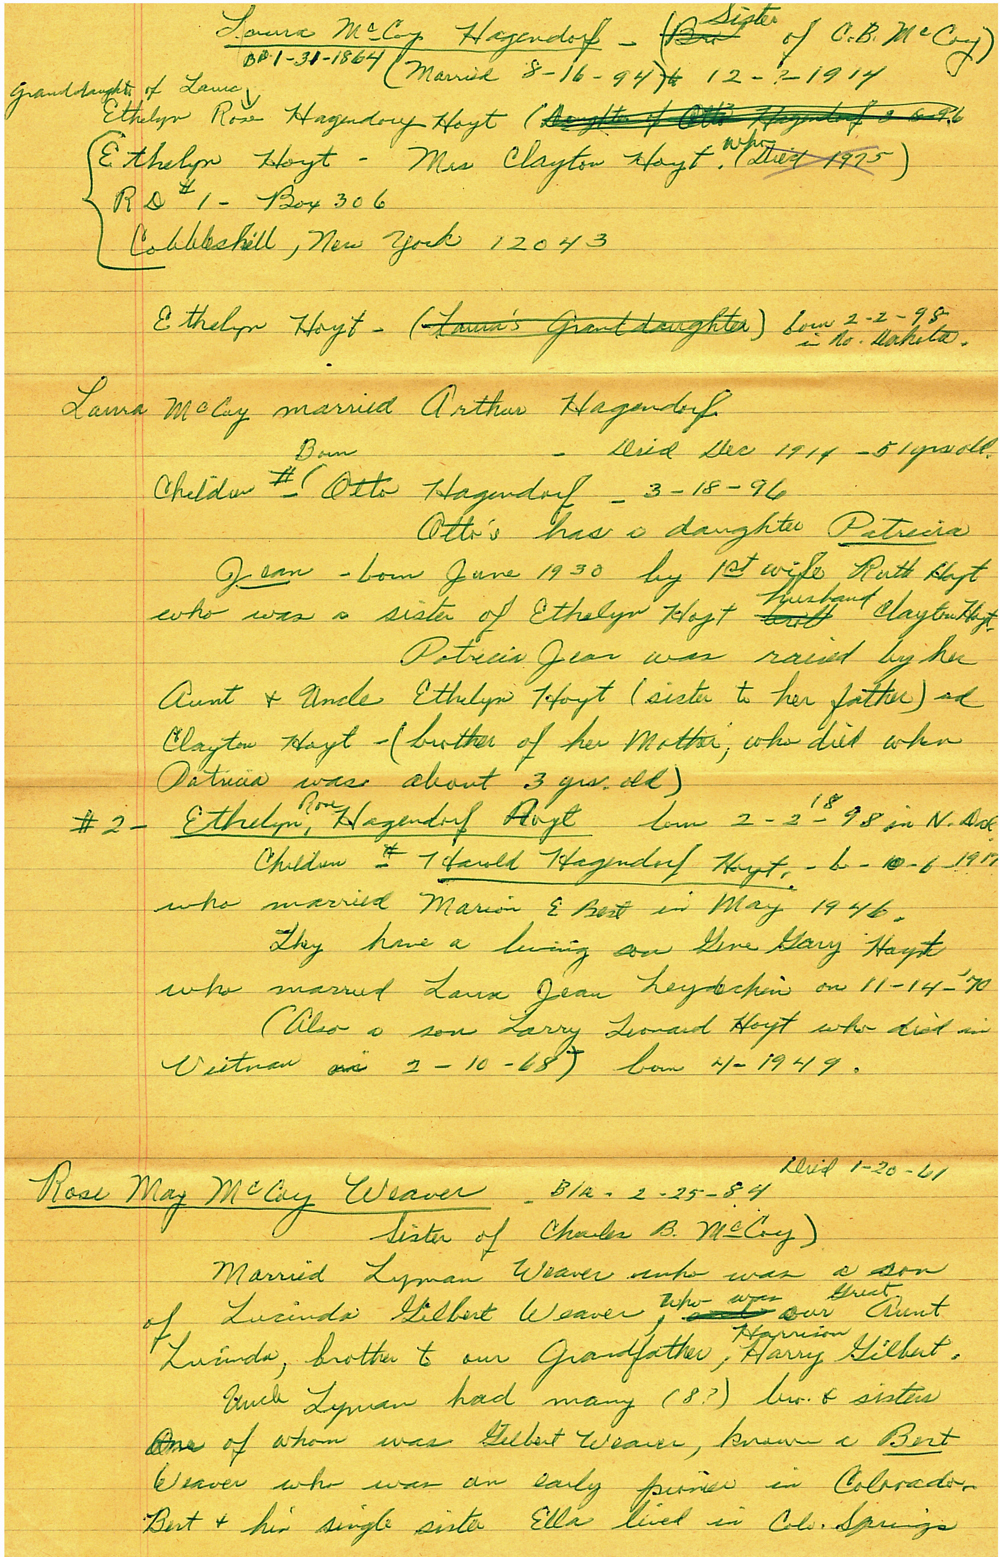 Laura McCoy Hagendorf - (Bro Sister of C.B. McCoy)
1-31-1864 (Married 8-16-94) 12-?-1914
Granddaught. of Laura
Ethelyn Rose Hagendorf Hoyt (Daughter of Otto Hagendorf 3-8-96
Ethelyn Hoyt - Mrs Clayton Hoyt. who (Died 1975)
RD #1 - Box 306
Cobbleskill, New York 12043
Ethelyn Hoyt - (Laura's Granddaughter) born 2-2-98
in No. Dakota.
Laura McCoy married Arthur Hagendorf
Born - Died Dec 1914 - 51 yrs old.
Children #1 Otto Hagendorf - 3-18-96
Otto's has a daughter Patricia
Jean - born June 1930 by 1st wife Ruth Hoyt
who was a sister of Ethelyn Hoyt husband Clayton Hoyt.
Patricia Jean was raised by her
Aunt + Uncle Ethelyn Hoyt (sister to her father) ad
Clayton Hoyt - (brother of her Mother, who died when
Patricia was about 3 yrs. old)
#2 - Ethelyn, Rose Hagendorf Hoyt born 2-2-1898 in N. Dak
Children #1 Harold Hagendorf Hoyt. - b - 10-6-1917
who married Marion E Best in May 1946.
They have a living son Gene Gary Hoyt
who married Laura Jean on 11-14-'70
(Also a son Larry Leonard Hoyt who died in
Vietnam 2-10-68) born 4-1949.
Rose May McCoy Weaver - B/n - 2-25-84 Died 1-20-61
Sister of Charles B. McCoy)
Married Lyman Weaver who was a son
of Lucinda Gilbert Weaver, who was our Great Aunt
Lucinda, brother to our Grandfather, Harrison Harry Gilbert.
Uncle Lyman had many (8?) bro. & sisters
One of whom was Gilbert Weaver, known a Bert
Weaver who was an early pioneer in Colorado.
Bert + his single sister Ella lived in Colo. Springs